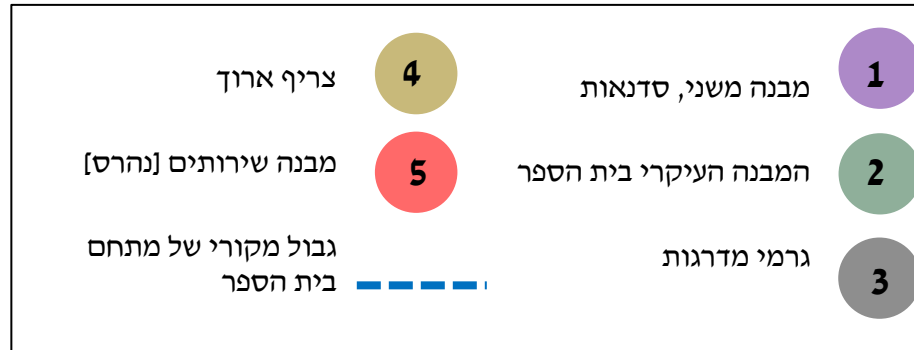 1 מבנה משני, סדנאות
2 המבנה העיקרי בית הספר
3 גרמי מדרגות
4 צריף ארוך
5 מבנה שירותים [נהרס]
גבול מקורי של מתחם
בית הספר